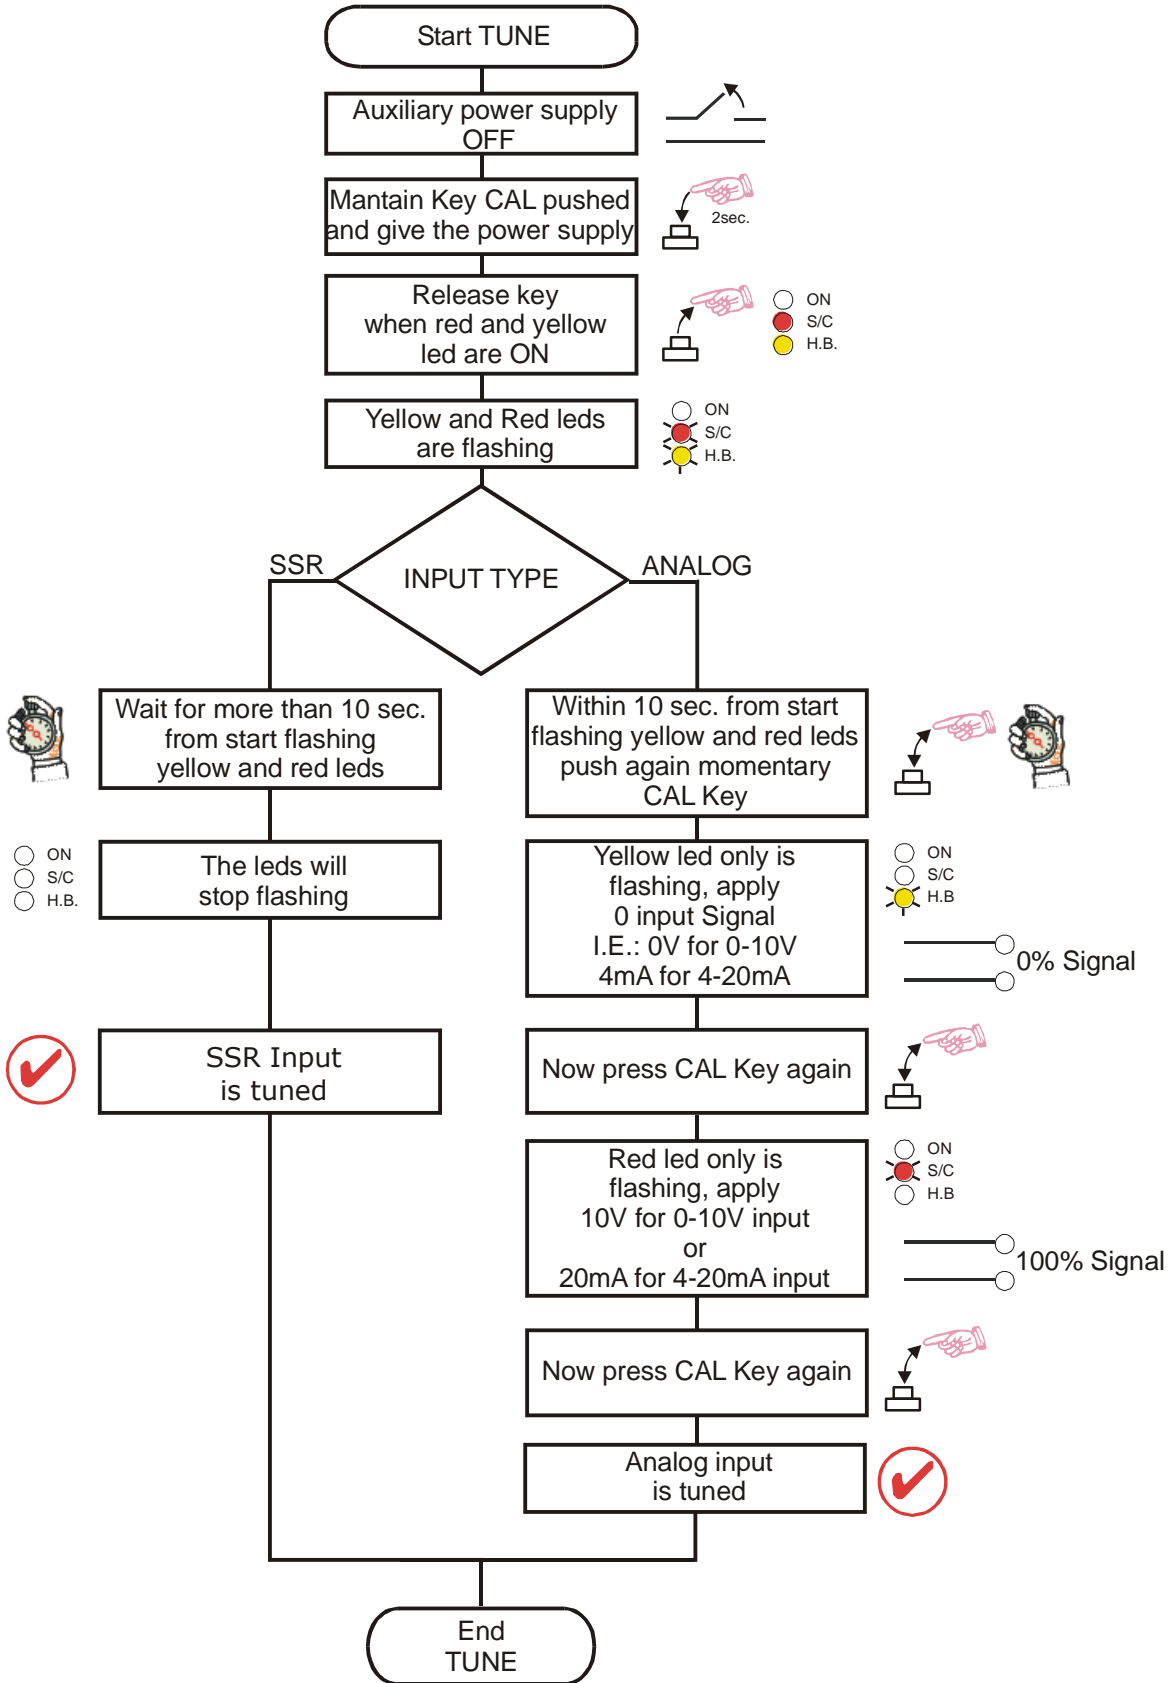 Start TUNE
Auxiliary power supply
OFF
Mantain Key CAL pushed
and give the power supply
2sec.
Release key
when red and yellow
led are ON
ON
S/C
H.B.
Yellow and Red leds
are flashing
ON
S/C
H.B.
SSR
INPUT TYPE
ANALOG
Wait for more than 10 sec.
from start flashing
yellow and red leds
ON
S/C
H.B.
The leds will
stop flashing
SSR Input
is tuned
Within 10 sec. from start
flashing yellow and red leds
push again momentary
CAL Key
Yellow led only is
flashing, apply
0 input Signal
I.E.: 0V for 0-10V
4mA for 4-20mA
ON
S/C
H.B
0% Signal
Now press CAL Key again
Red led only is
flashing, apply
10V for 0-10V input
or
20mA for 4-20mA input
ON
S/C
H.B
100% Signal
Now press CAL Key again
Analog input
is tuned
End
TUNE